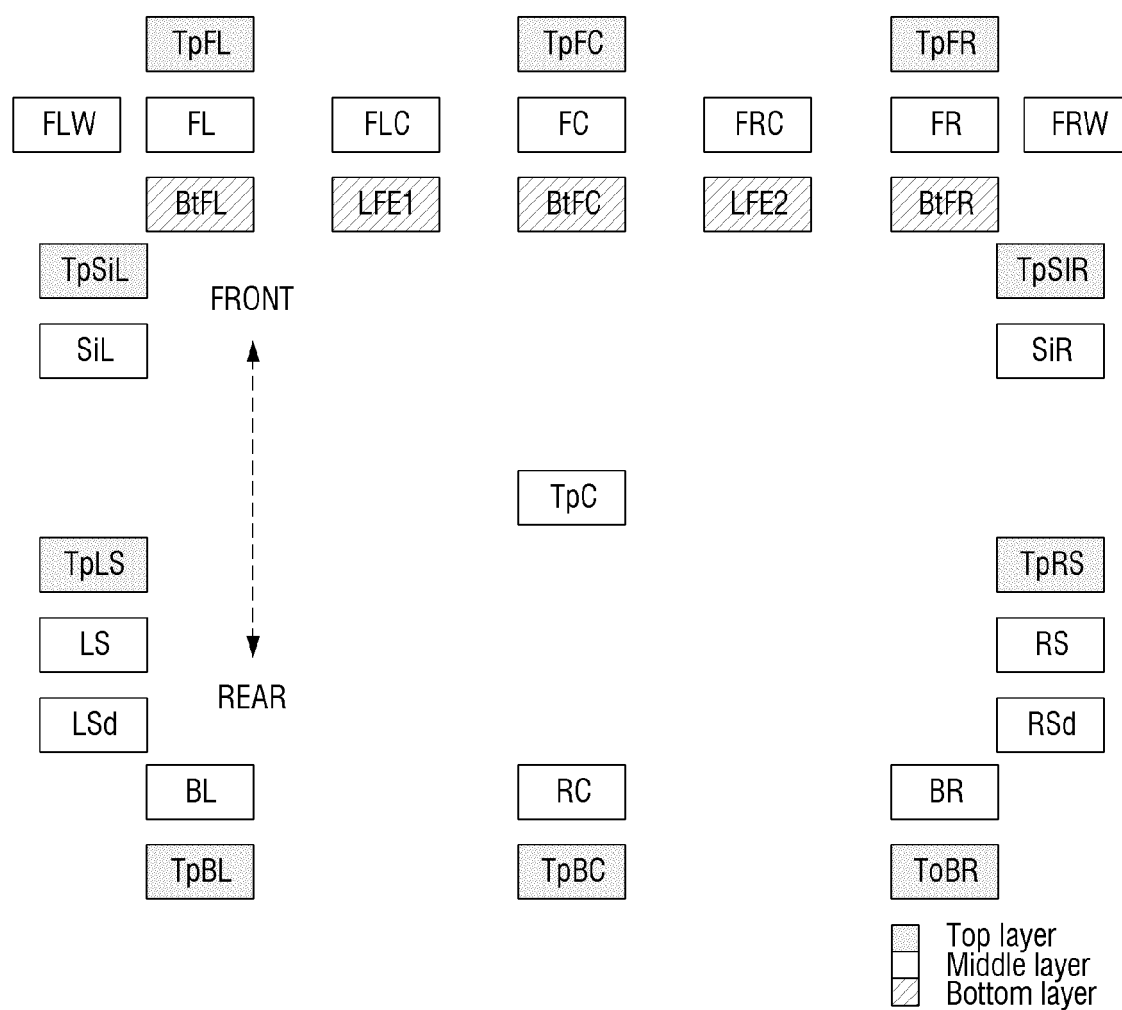 TpFL TpFC TpFR
FLW FL FLC FC FRC FR FRW
BtFL LFE1 BtFC LFE2 BtFR
TpSiL TpSIR
FRONT
SiL SiR
TpC
TpLS TpRS
LS RS
REAR
LSd RSd
BL RC BR
TpBL TpBC ToBR
Top layer
Middle layer
Bottom layer